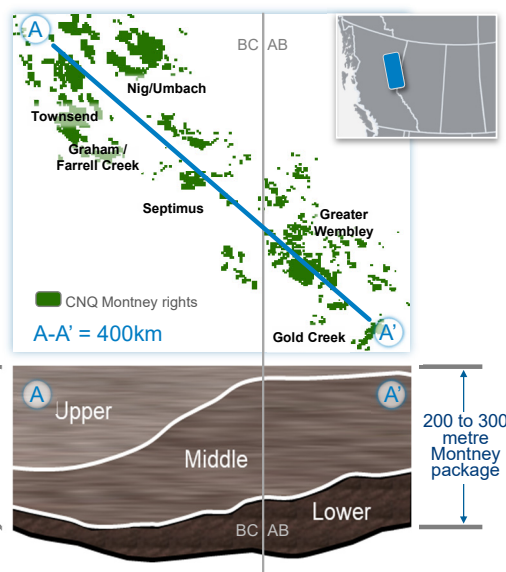 A
BC AB
Nig/Umbach
Townsend
Graham /
Farrell Creek
Septimus
Greater
Wembley
CNQ Montney rights
A-A' = 400km
Gold Creek
A'
A
A'
Upper
Middle
Lower
BC AB
200 to 300
metre
Montney
package